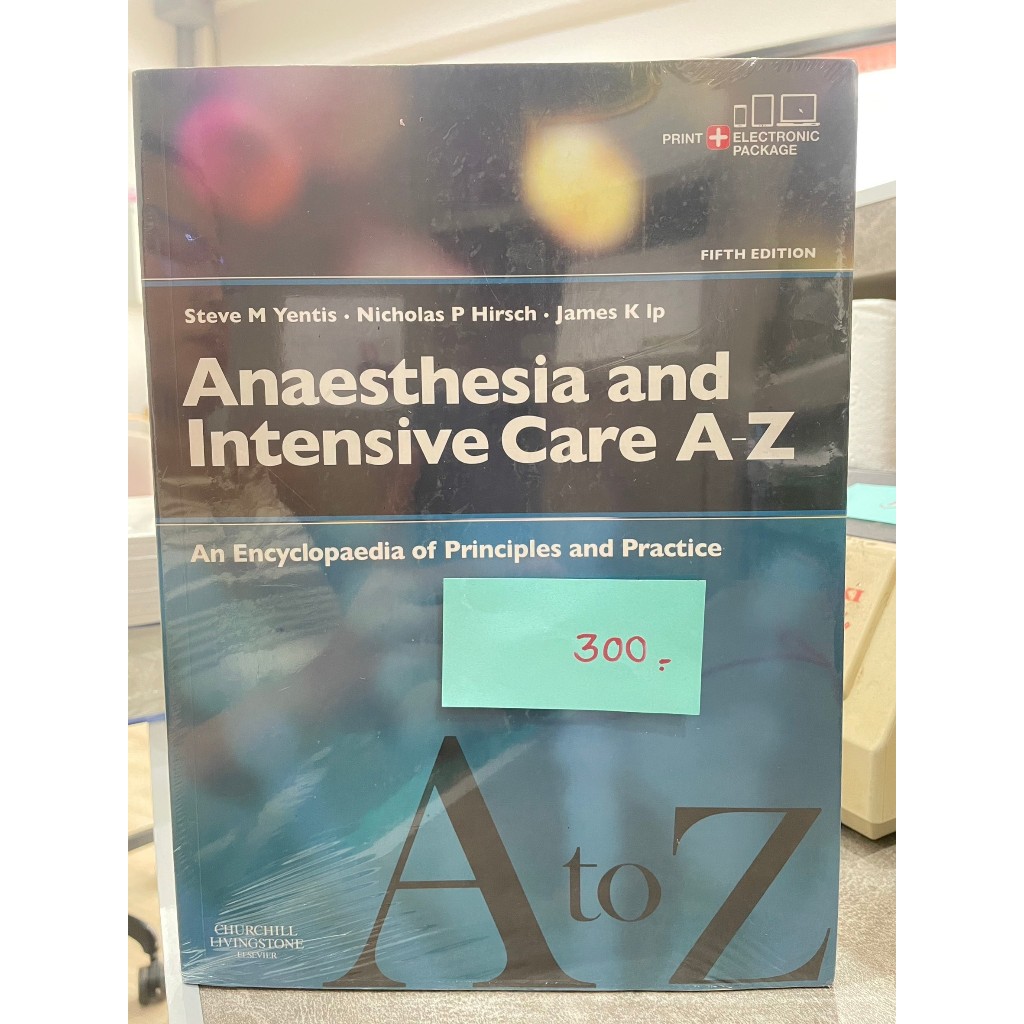 PRINT + ELECTRONIC
PACKAGE
FIFTH EDITION
Steve M Yentis • Nicholas P Hirsch • James K Ip
Anaesthesia and
Intensive Care A-Z
An Encyclopaedia of Principles and Practice
300.-
A to Z
CHURCHILL
LIVINGSTONE
ELSEVIER